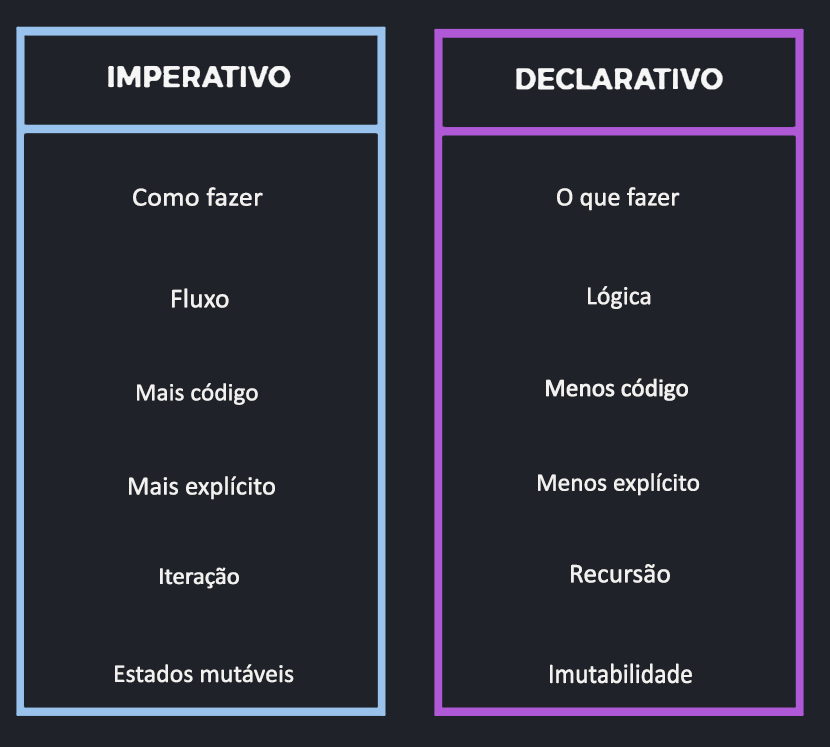 IMPERATIVO
Como fazer
Fluxo
Mais código
Mais explícito
Iteração
Estados mutáveis
DECLARATIVO
O que fazer
Lógica
Menos código
Menos explícito
Recursão
Imutabilidade